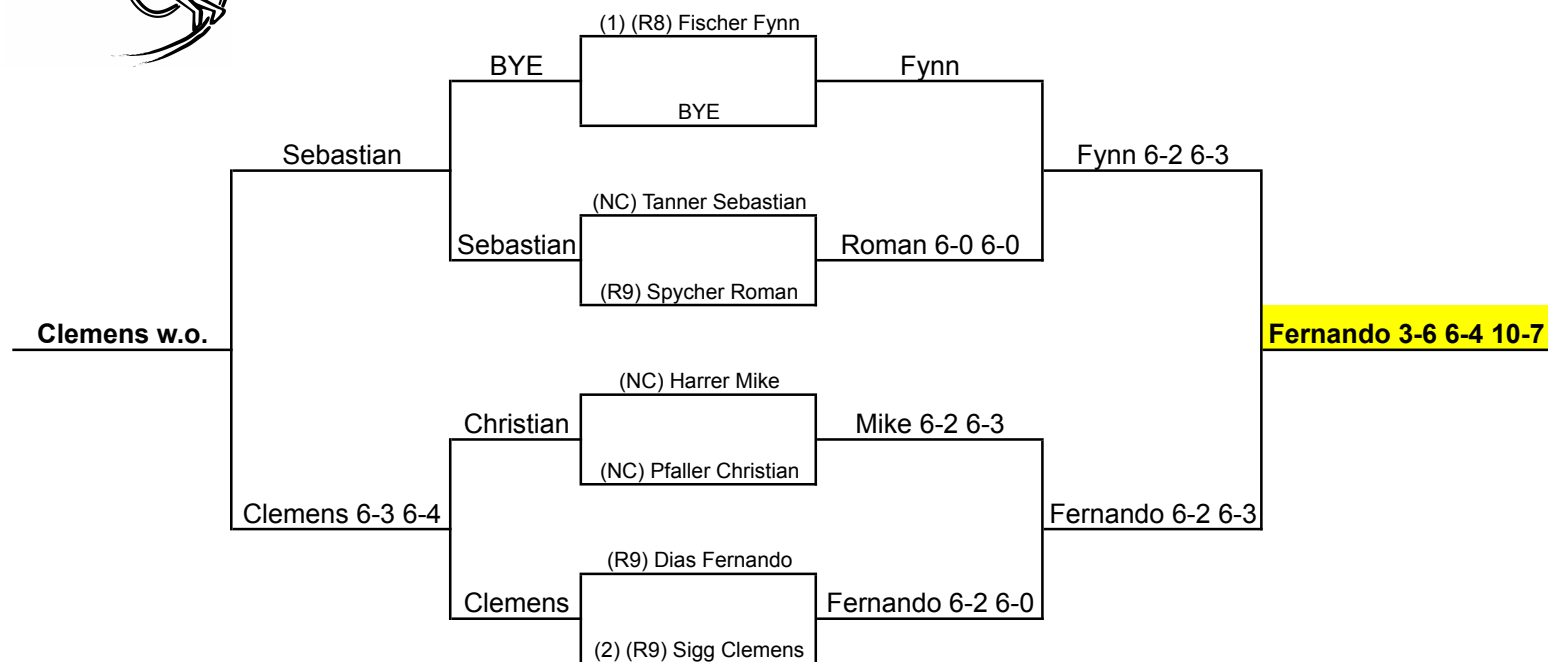 (1) (R8) Fischer Fynn
BYE
Fynn
BYE
Sebastian
Fynn 6-2 6-3
(NC) Tanner Sebastian
Sebastian
Roman 6-0 6-0
(R9) Spycher Roman
Clemens w.o.
Fernando 3-6 6-4 10-7
(NC) Harrer Mike
Christian
Mike 6-2 6-3
(NC) Pfaller Christian
Clemens 6-3 6-4
Fernando 6-2 6-3
(R9) Dias Fernando
Clemens
Fernando 6-2 6-0
(2) (R9) Sigg Clemens